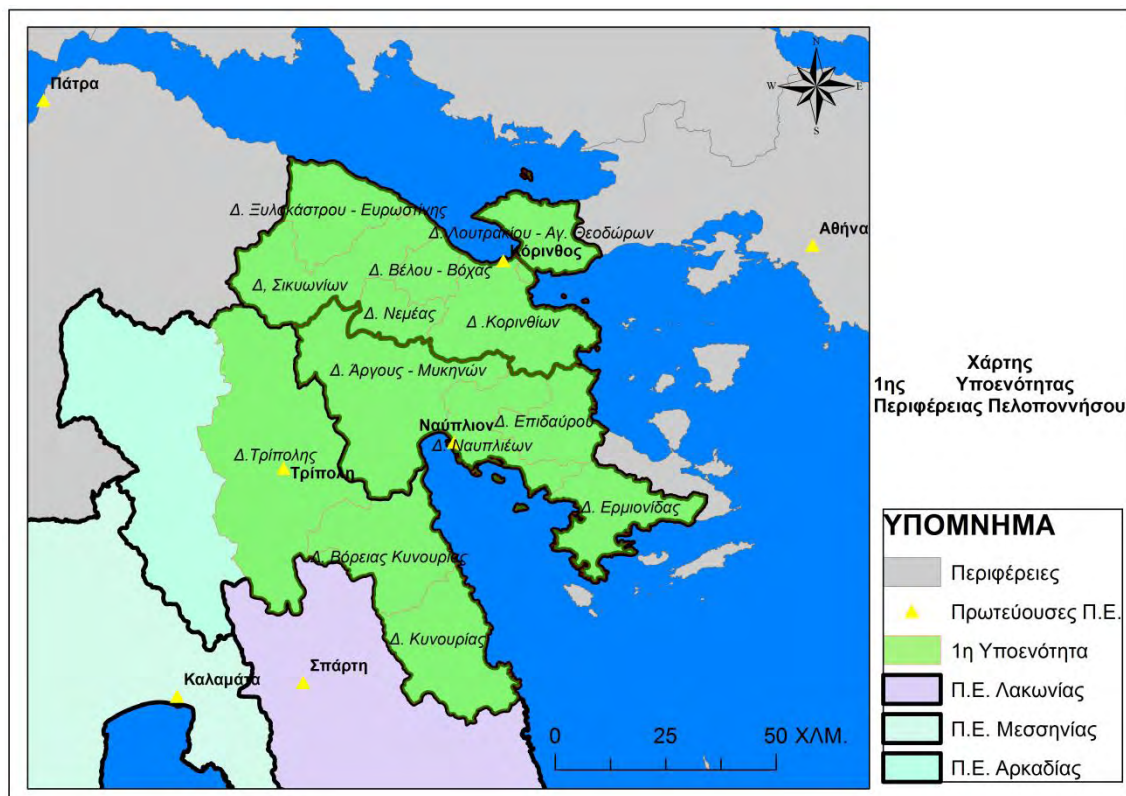 Πάτρα
N
W
E
S
Δ. Ξυλοκάστρου - Ευρωστίνης
Δ. Λουτρακίου - Αγ. Θεοδώρων
Αθήνα
Κόρινθος
Δ. Βέλου - Βόχας
Δ, Σικυωνίων
Δ. Νεμέας
Δ .Κορινθίων
Δ. Άργους - Μυκηνών
Ναύπλιον
Δ. Επιδαύρου
Δ. Ναυπλιέων
Δ.Τρίπολης
Τρίπολη
Δ. Ερμιονίδας
Δ. Βόρειας Κυνουρίας
Δ. Κυνουρίας
Καλαμάτα
Σπάρτη
0 25 50 ΧΛΜ.
Χάρτης
1ης Υποενότητας
Περιφέρειας Πελοποννήσου
ΥΠΟΜΝΗΜΑ
Περιφέρειες
Πρωτεύουσες Π.Ε.
1η Υποενότητα
Π.Ε. Λακωνίας
Π.Ε. Μεσσηνίας
Π.Ε. Αρκαδίας